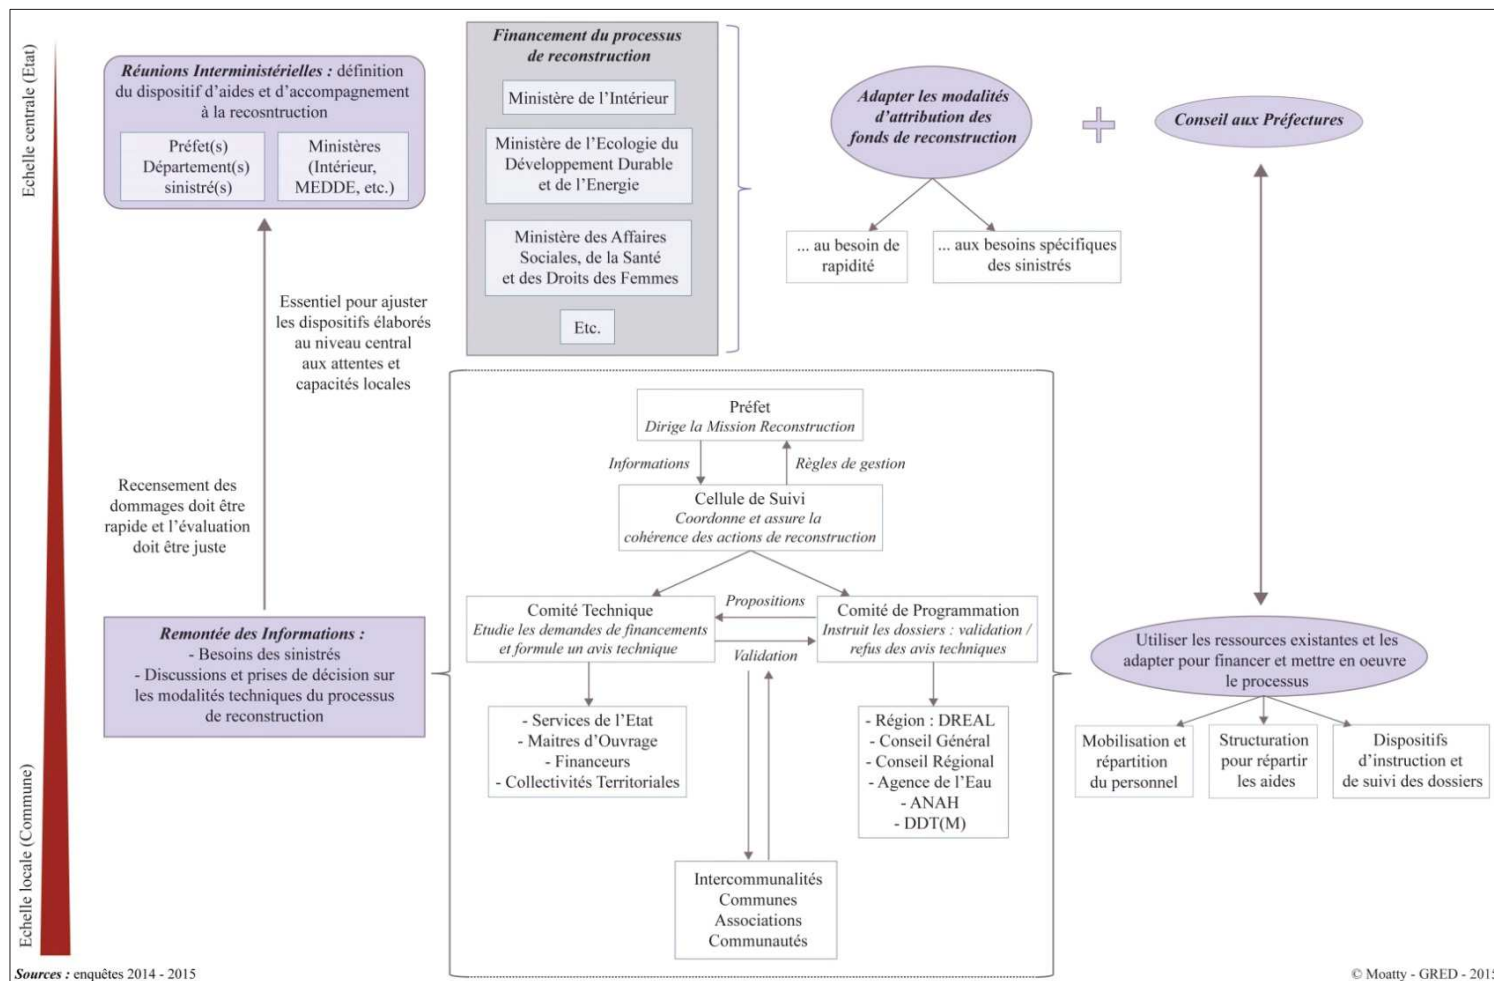 Echelle centrale (Etat)
Echelle locale (Commune)
Réunions Interministérielles : définition
du dispositif d’aides et d’accompagnement
à la recosntruction
Préfet(s)
Département(s)
sinistré(s)
Ministères
(Intérieur,
MEDDE, etc.)
Financement du processus
de reconstruction
Ministère de l’Intérieur
Ministère de l’Ecologie du
Développement Durable
et de l’Energie
Ministère des Affaires
Sociales, de la Santé
et des Droits des Femmes
Etc.
Adapter les modalités
d’attribution des
fonds de reconstruction
Conseil aux Préfectures
... au besoin de
rapidité
... aux besoins spécifiques
des sinistrés
Essentiel pour ajuster
les dispositifs élaborés
au niveau central
aux attentes et
capacités locales
Recensement des
dommages doit être
rapide et l’évaluation
doit être juste
Remontée des Informations :
- Besoins des sinistrés
- Discussions et prises de décision sur
les modalités techniques du processus
de reconstruction
Préfet
Dirige la Mission Reconstruction
Informations
Règles de gestion
Cellule de Suivi
Coordonne et assure la
cohérence des actions de reconstruction
Comité Technique
Etudie les demandes de financements
et formule un avis technique
Propositions
Validation
Comité de Programmation
Instruit les dossiers : validation /
refus des avis techniques
- Services de l’Etat
- Maitres d’Ouvrage
- Financeurs
- Collectivités Territoriales
- Région : DREAL
- Conseil Général
- Conseil Régional
- Agence de l’Eau
- ANAH
- DDT(M)
Intercommunalités
Communes
Associations
Communautés
Utiliser les ressources existantes et les
adapter pour financer et mettre en oeuvre
le processus
Mobilisation et
répartition
du personnel
Structuration
pour répartir
les aides
Dispositifs
d’instruction et
de suivi des dossiers
Sources : enquêtes 2014 - 2015
© Moatty - GRED - 2015